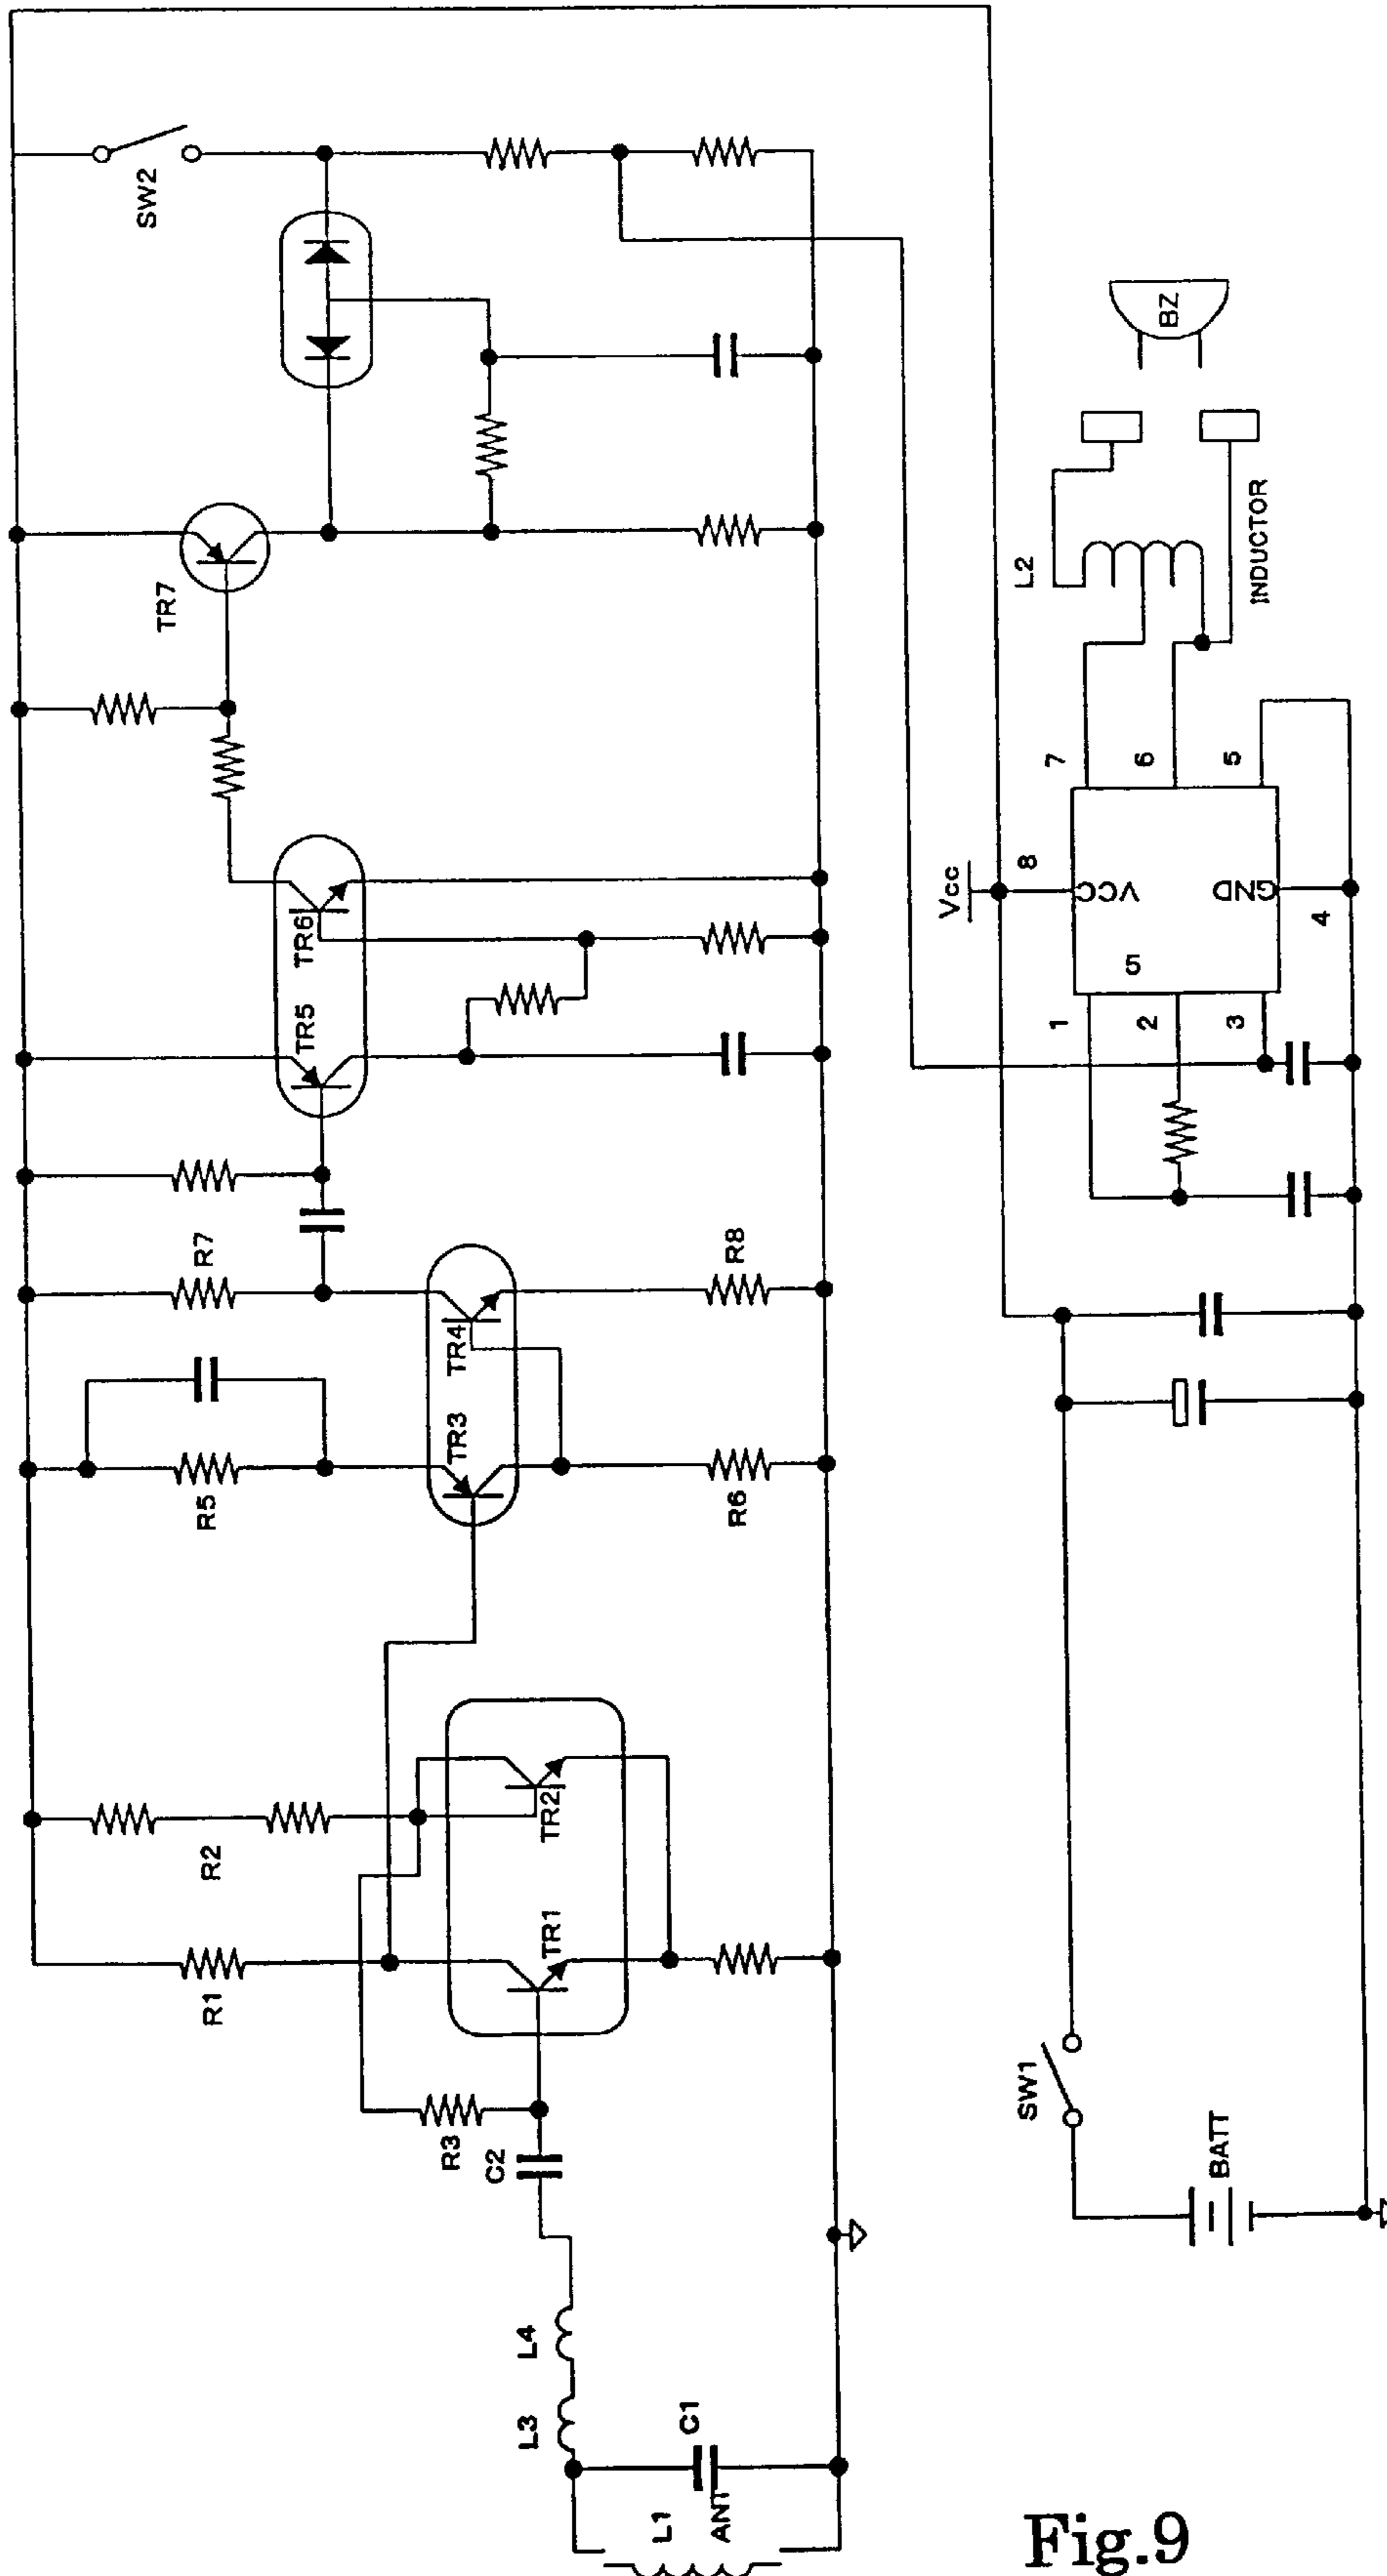 SW2
TR7
TR6
TR5
R7
R8
TR4
TR3
R5
R6
R2
TR2
TR1
R1
R3
C2
L4
L3
C1
L1
ANT
BZ
L2
INDUCTOR
7
6
5
Vcc
8
VCC
GND
4
5
1
2
3
SW1
BATT
Fig.9